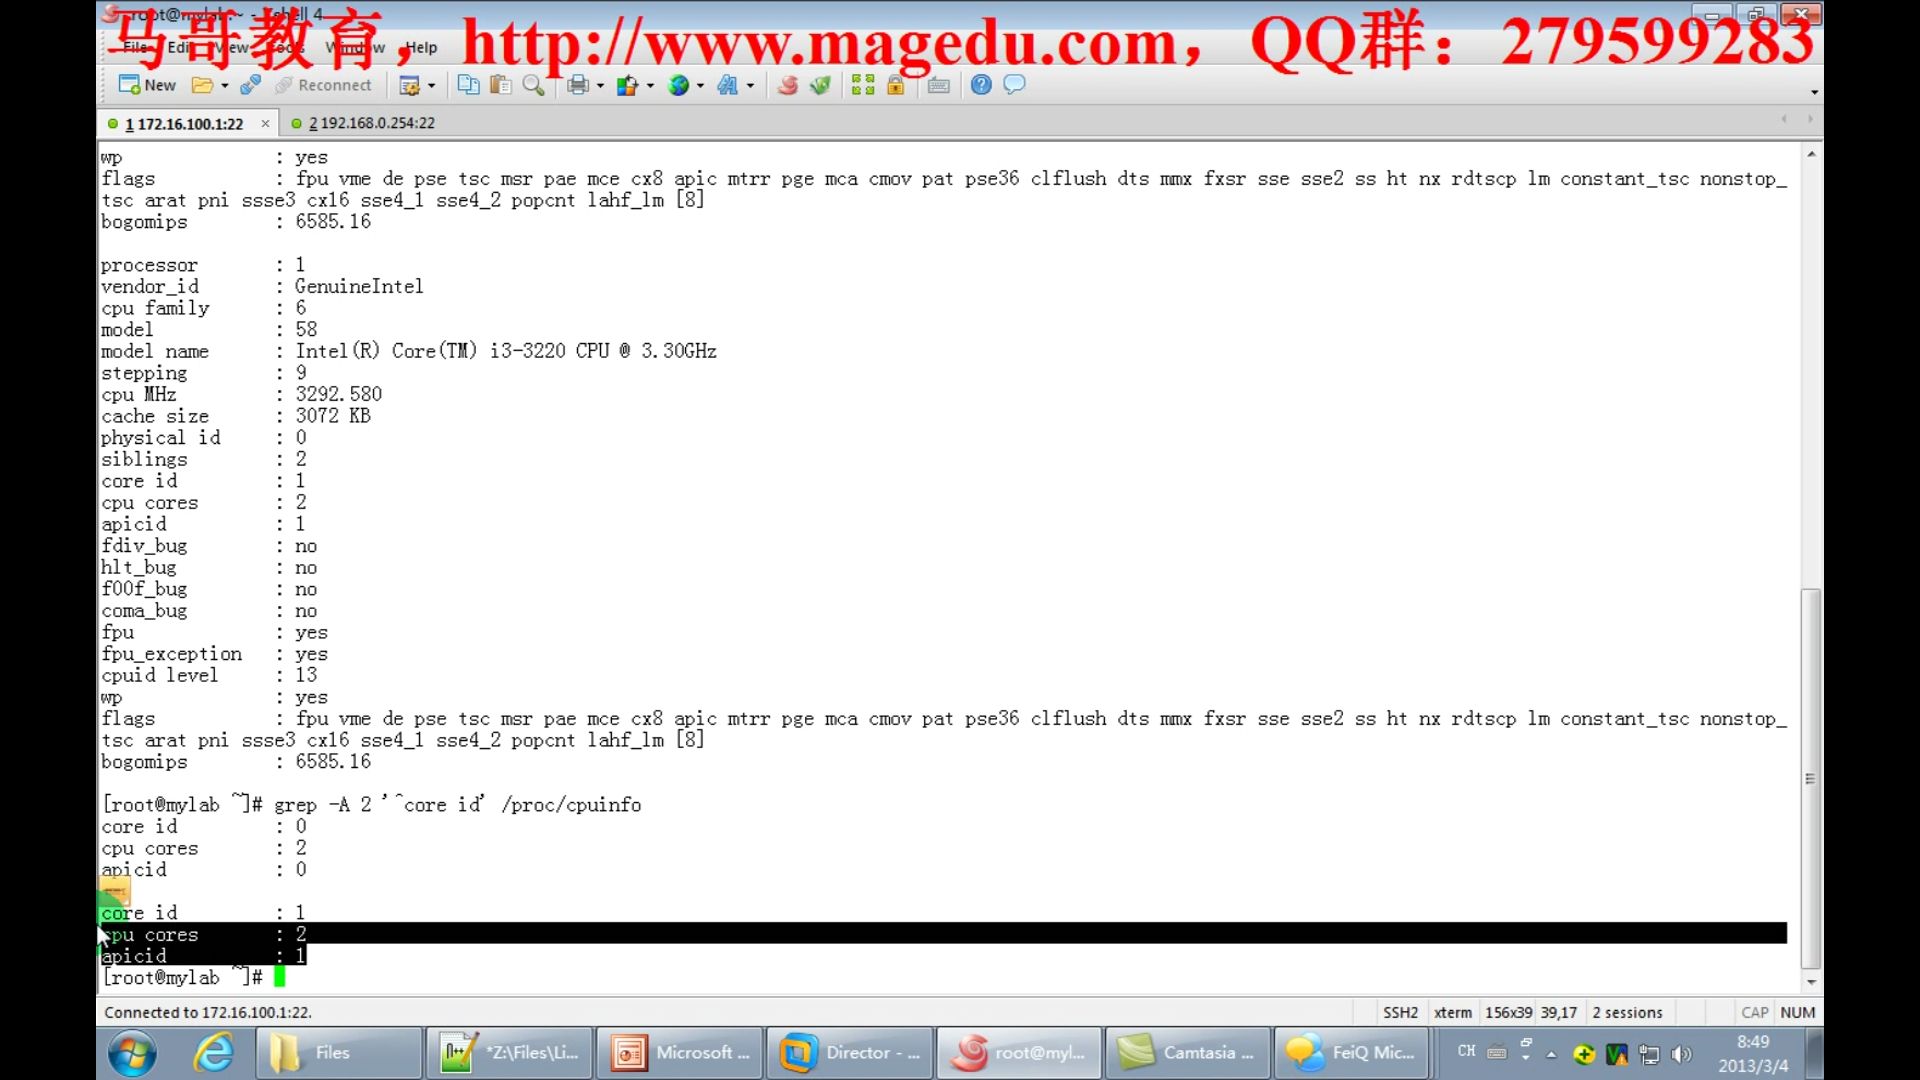 root@mylab:~ - Xshell 4
马哥教育，http://www.magedu.com，QQ群：279599283
File Edit View Tools Window Help
New Reconnect
1 172.16.100.1:22 2 192.168.0.254:22
wp : yes
flags : fpu vme de pse tsc msr pae mce cx8 apic mtrr pge mca cmov pat pse36 clflush dts mmx fxsr sse sse2 ss ht nx rdtscp lm constant_tsc nonstop_
tsc arat pni ssse3 cx16 sse4_1 sse4_2 popcnt lahf_lm [8]
bogomips : 6585.16
processor : 1
vendor_id : GenuineIntel
cpu family : 6
model : 58
model name : Intel(R) Core(TM) i3-3220 CPU @ 3.30GHz
stepping : 9
cpu MHz : 3292.580
cache size : 3072 KB
physical id : 0
siblings : 2
core id : 1
cpu cores : 2
apicid : 1
fdiv_bug : no
hlt_bug : no
f00f_bug : no
coma_bug : no
fpu : yes
fpu_exception : yes
cpuid level : 13
wp : yes
flags : fpu vme de pse tsc msr pae mce cx8 apic mtrr pge mca cmov pat pse36 clflush dts mmx fxsr sse sse2 ss ht nx rdtscp lm constant_tsc nonstop_
tsc arat pni ssse3 cx16 sse4_1 sse4_2 popcnt lahf_lm [8]
bogomips : 6585.16
[root@mylab ~]# grep -A 2 '^core id' /proc/cpuinfo
core id : 0
cpu cores : 2
apicid : 0
core id : 1
cpu cores : 2
apicid : 1
[root@mylab ~]#
Connected to 172.16.100.1:22. SSH2 xterm 156x39 39,17 2 sessions CAP NUM
Files *Z:\Files\Li... Microsoft ... Director - ... root@myl... Camtasia ... FeiQ Mic... CH 8:49
2013/3/4